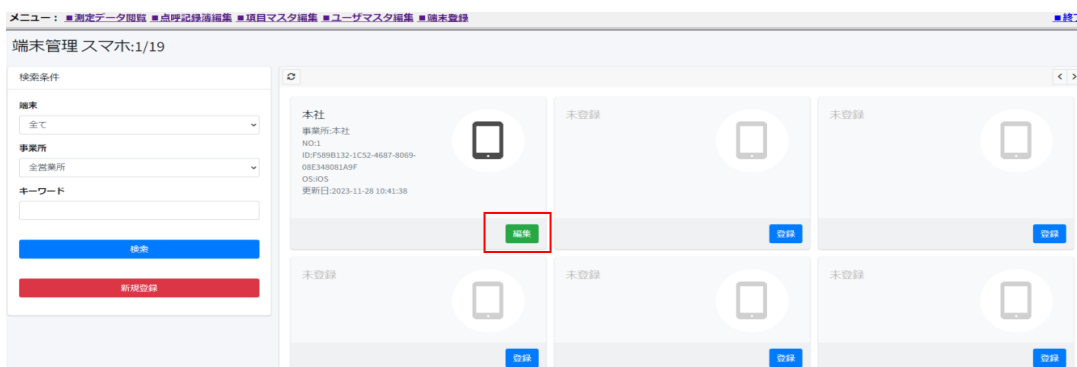 メニュー： ■測定データ閲覧 ■点呼記録簿編集 ■項目マスタ編集 ■ユーザマスタ編集 ■端末登録
■終了
端末管理 スマホ:1/19
検索条件
端末
全て
事業所
全営業所
キーワード
検索
新規登録
本社
事業所:本社
NO:1
ID:F589B132-1C52-4687-8069-
08E348081A9F
OS:iOS
更新日:2023-11-28 10:41:38
編集
未登録
登録
未登録
登録
未登録
登録
未登録
登録
未登録
登録